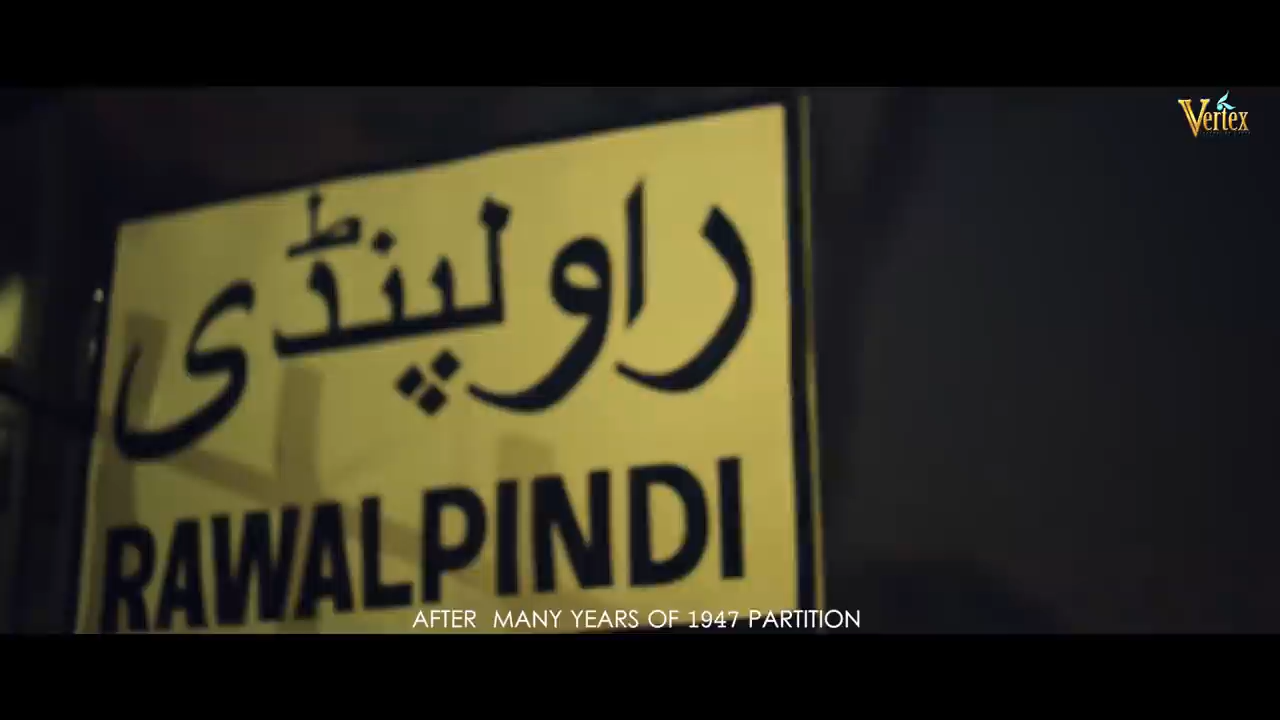 Vertex
راولپنڈی
RAWALPINDI
AFTER MANY YEARS OF 1947 PARTITION